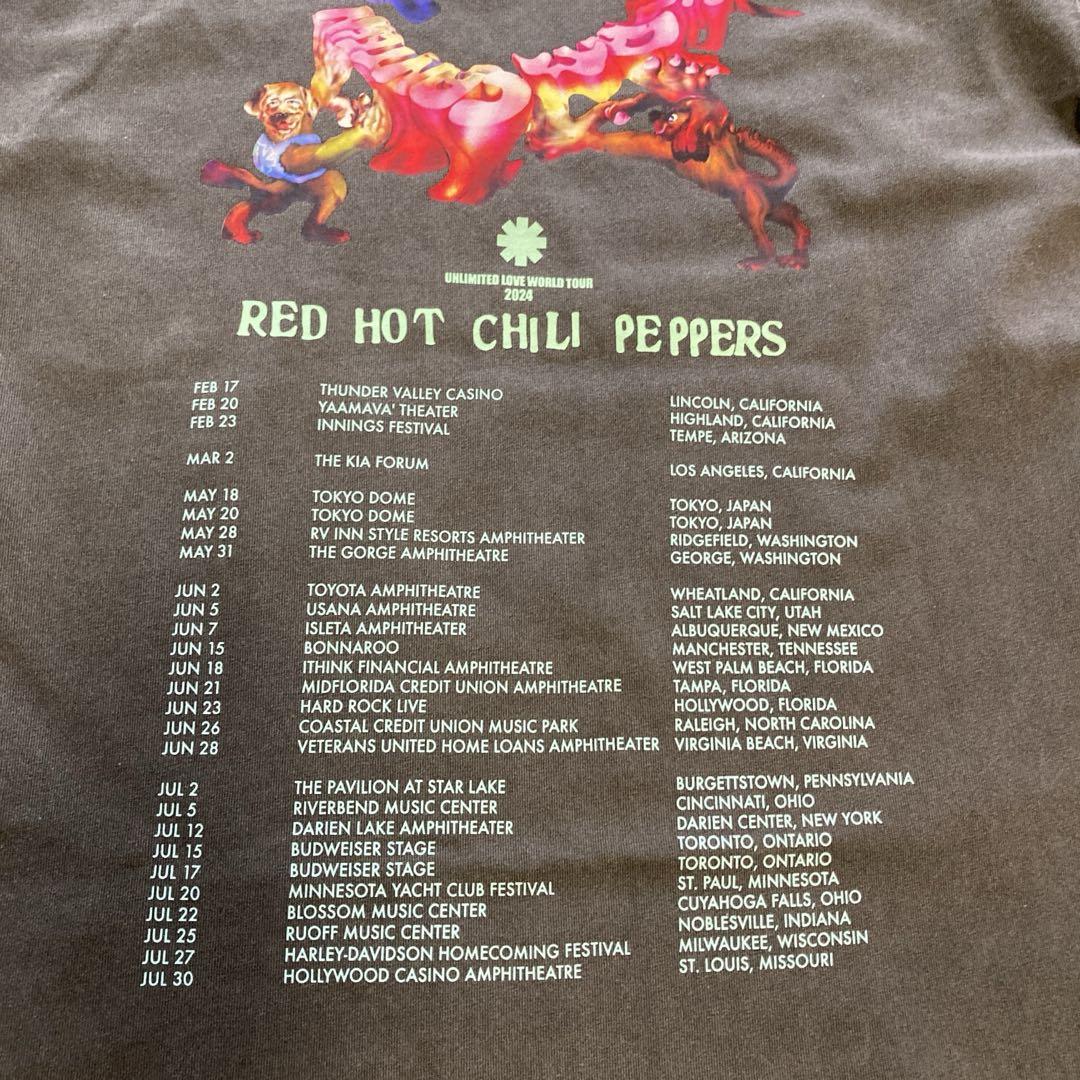 UNLIMITED LOVE WORLD TOUR
2024
RED HOT CHILI PEPPERS
FEB 17 THUNDER VALLEY CASINO LINCOLN, CALIFORNIA
FEB 20 YAAMAVA' THEATER HIGHLAND, CALIFORNIA
FEB 23 INNINGS FESTIVAL TEMPE, ARIZONA
MAR 2 THE KIA FORUM LOS ANGELES, CALIFORNIA
MAY 18 TOKYO DOME TOKYO, JAPAN
MAY 20 TOKYO DOME TOKYO, JAPAN
MAY 28 RV INN STYLE RESORTS AMPHITHEATER RIDGEFIELD, WASHINGTON
MAY 31 THE GORGE AMPHITHEATRE GEORGE, WASHINGTON
JUN 2 TOYOTA AMPHITHEATRE WHEATLAND, CALIFORNIA
JUN 5 USANA AMPHITHEATRE SALT LAKE CITY, UTAH
JUN 7 ISLETA AMPHITHEATER ALBUQUERQUE, NEW MEXICO
JUN 15 BONNAROO MANCHESTER, TENNESSEE
JUN 18 ITHINK FINANCIAL AMPHITHEATRE WEST PALM BEACH, FLORIDA
JUN 21 MIDFLORIDA CREDIT UNION AMPHITHEATRE TAMPA, FLORIDA
JUN 23 HARD ROCK LIVE HOLLYWOOD, FLORIDA
JUN 26 COASTAL CREDIT UNION MUSIC PARK RALEIGH, NORTH CAROLINA
JUN 28 VETERANS UNITED HOME LOANS AMPHITHEATER VIRGINIA BEACH, VIRGINIA
JUL 2 THE PAVILION AT STAR LAKE BURGETTSTOWN, PENNSYLVANIA
JUL 5 RIVERBEND MUSIC CENTER CINCINNATI, OHIO
JUL 12 DARIEN LAKE AMPHITHEATER DARIEN CENTER, NEW YORK
JUL 15 BUDWEISER STAGE TORONTO, ONTARIO
JUL 17 BUDWEISER STAGE TORONTO, ONTARIO
JUL 20 MINNESOTA YACHT CLUB FESTIVAL ST. PAUL, MINNESOTA
JUL 22 BLOSSOM MUSIC CENTER CUYAHOGA FALLS, OHIO
JUL 25 RUOFF MUSIC CENTER NOBLESVILLE, INDIANA
JUL 27 HARLEY-DAVIDSON HOMECOMING FESTIVAL MILWAUKEE, WISCONSIN
JUL 30 HOLLYWOOD CASINO AMPHITHEATRE ST. LOUIS, MISSOURI